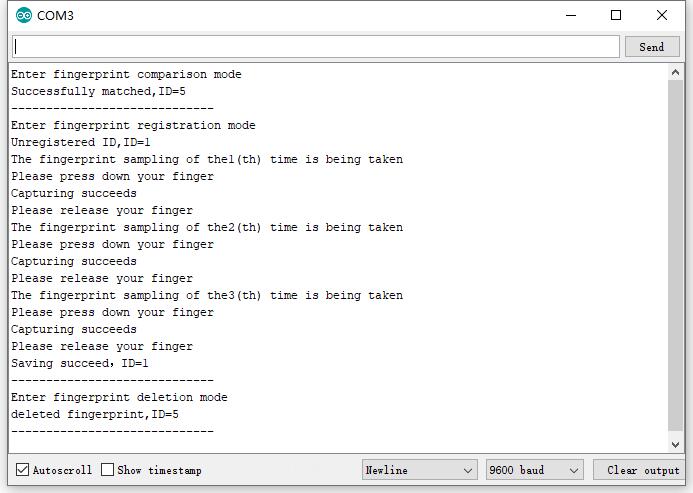 COM3
Send
Enter fingerprint comparison mode
Successfully matched,ID=5
-----------------------------
Enter fingerprint registration mode
Unregistered ID,ID=1
The fingerprint sampling of the1(th) time is being taken
Please press down your finger
Capturing succeeds
Please release your finger
The fingerprint sampling of the2(th) time is being taken
Please press down your finger
Capturing succeeds
Please release your finger
The fingerprint sampling of the3(th) time is being taken
Please press down your finger
Capturing succeeds
Please release your finger
Saving succeed，ID=1
-----------------------------
Enter fingerprint deletion mode
deleted fingerprint,ID=5
-----------------------------
Autoscroll Show timestamp Newline 9600 baud Clear output